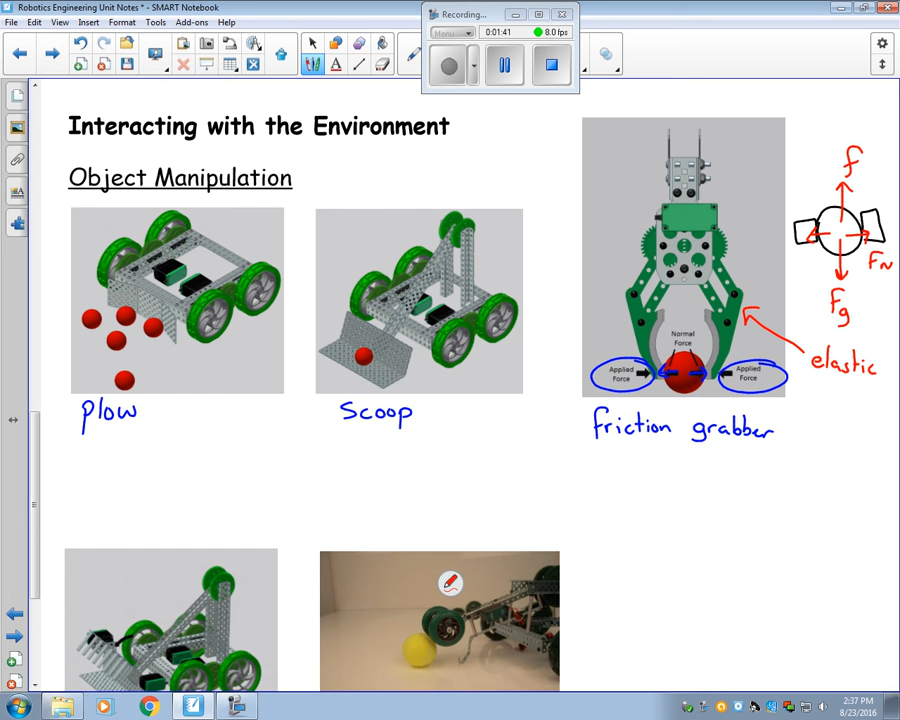 Robotics Engineering Unit Notes * - SMART Notebook
File Edit View Insert Format Tools Add-ons Help
Recording...
Menu
0:01:41
8.0 fps
Interacting with the Environment
Object Manipulation
plow
scoop
Normal
Force
Applied
Force
Applied
Force
friction grabber
f
FN
Fg
elastic
2:37 PM
8/23/2016